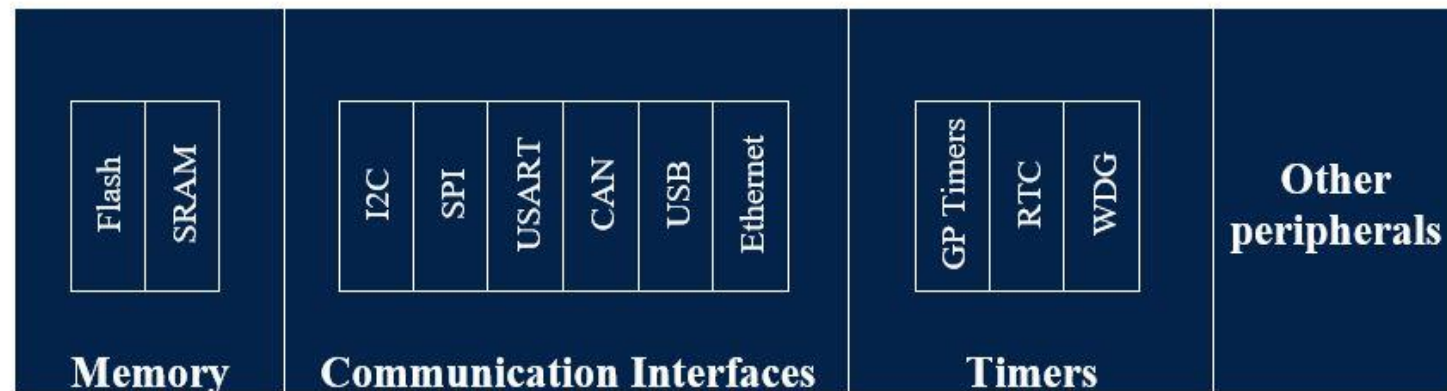 Flash
SRAM
I2C
SPI
USART
CAN
USB
Ethernet
GP Timers
RTC
WDG
Other
peripherals
Memory
Communication Interfaces
Timers